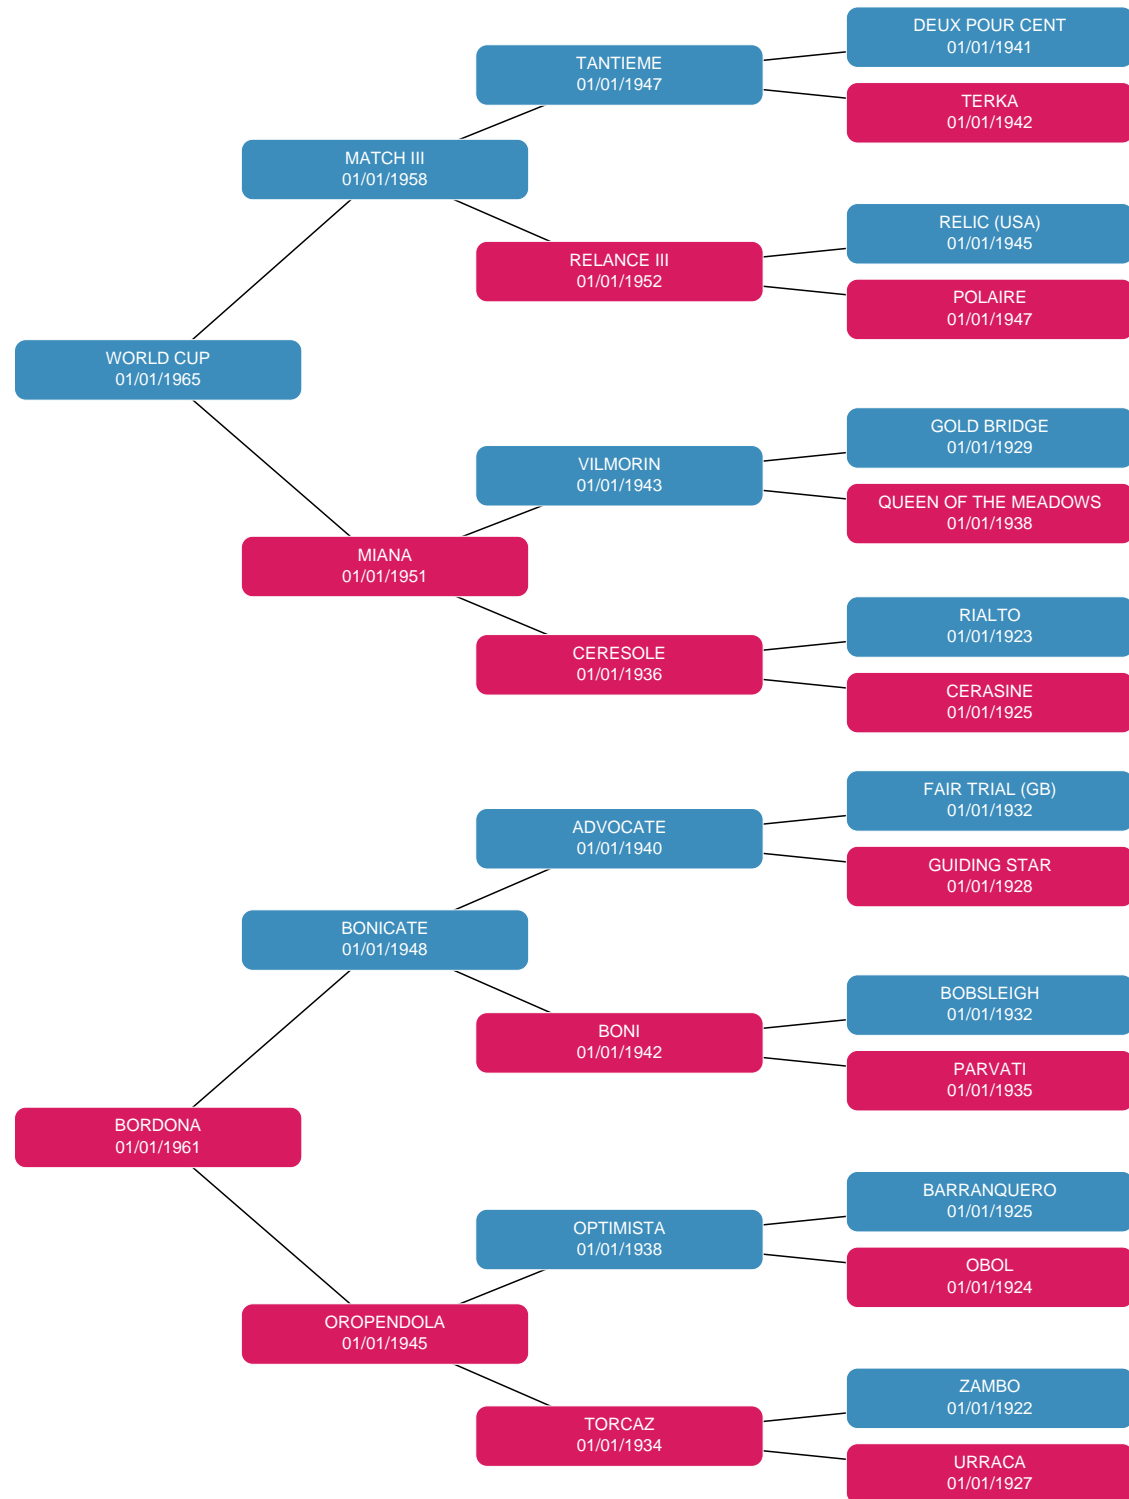 DEUX POUR CENT
01/01/1941
TANTIEME
01/01/1947
TERKA
01/01/1942
MATCH III
01/01/1958
RELIC (USA)
01/01/1945
RELANCE III
01/01/1952
POLAIRE
01/01/1947
WORLD CUP
01/01/1965
GOLD BRIDGE
01/01/1929
VILMORIN
01/01/1943
QUEEN OF THE MEADOWS
01/01/1938
MIANA
01/01/1951
RIALTO
01/01/1923
CERESOLE
01/01/1936
CERASINE
01/01/1925
FAIR TRIAL (GB)
01/01/1932
ADVOCATE
01/01/1940
GUIDING STAR
01/01/1928
BONICATE
01/01/1948
BOBSLEIGH
01/01/1932
BONI
01/01/1942
PARVATI
01/01/1935
BORDONA
01/01/1961
BARRANQUERO
01/01/1925
OPTIMISTA
01/01/1938
OBOL
01/01/1924
OROPENDOLA
01/01/1945
ZAMBO
01/01/1922
TORCAZ
01/01/1934
URRACA
01/01/1927